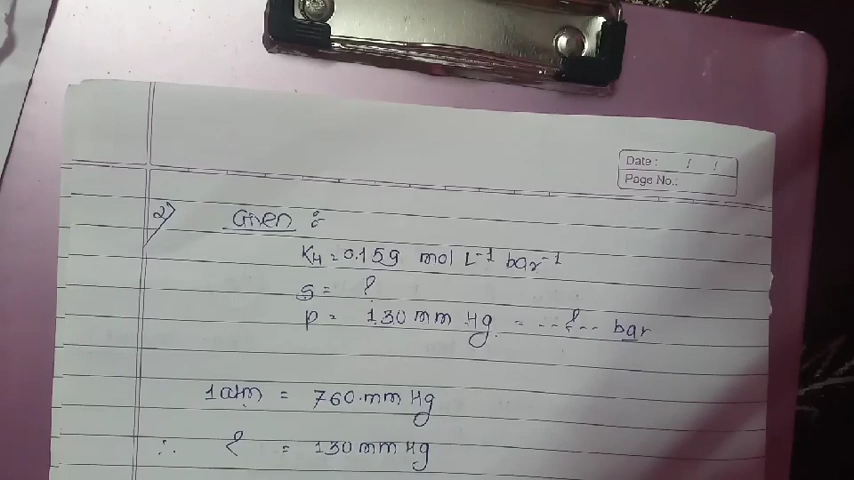 Date : / /
Page No.:
2) Given :-
KH = 0.159 mol L⁻¹ bar⁻¹
S = ?
P = 130 mm Hg = --?-- bar
1 atm = 760 mm Hg
∴ ? = 130 mm Hg